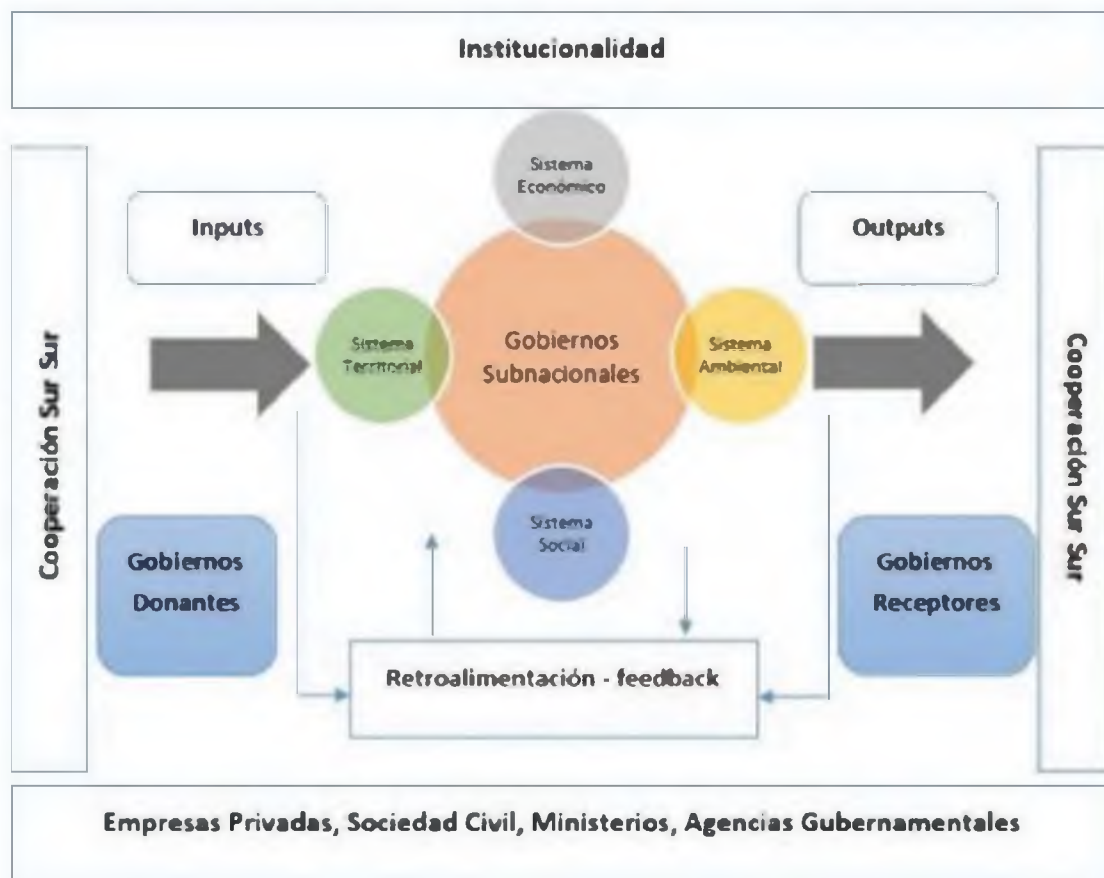 Institucionalidad
Sistema
Económico
Inputs
Outputs
Cooperación Sur Sur
Sistema
Territorial
Gobiernos
Subnacionales
Sistema
Ambiental
Cooperación Sur Sur
Sistema
Social
Gobiernos
Donantes
Gobiernos
Receptores
Retroalimentación - feedback
Empresas Privadas, Sociedad Civil, Ministerios, Agencias Gubernamentales